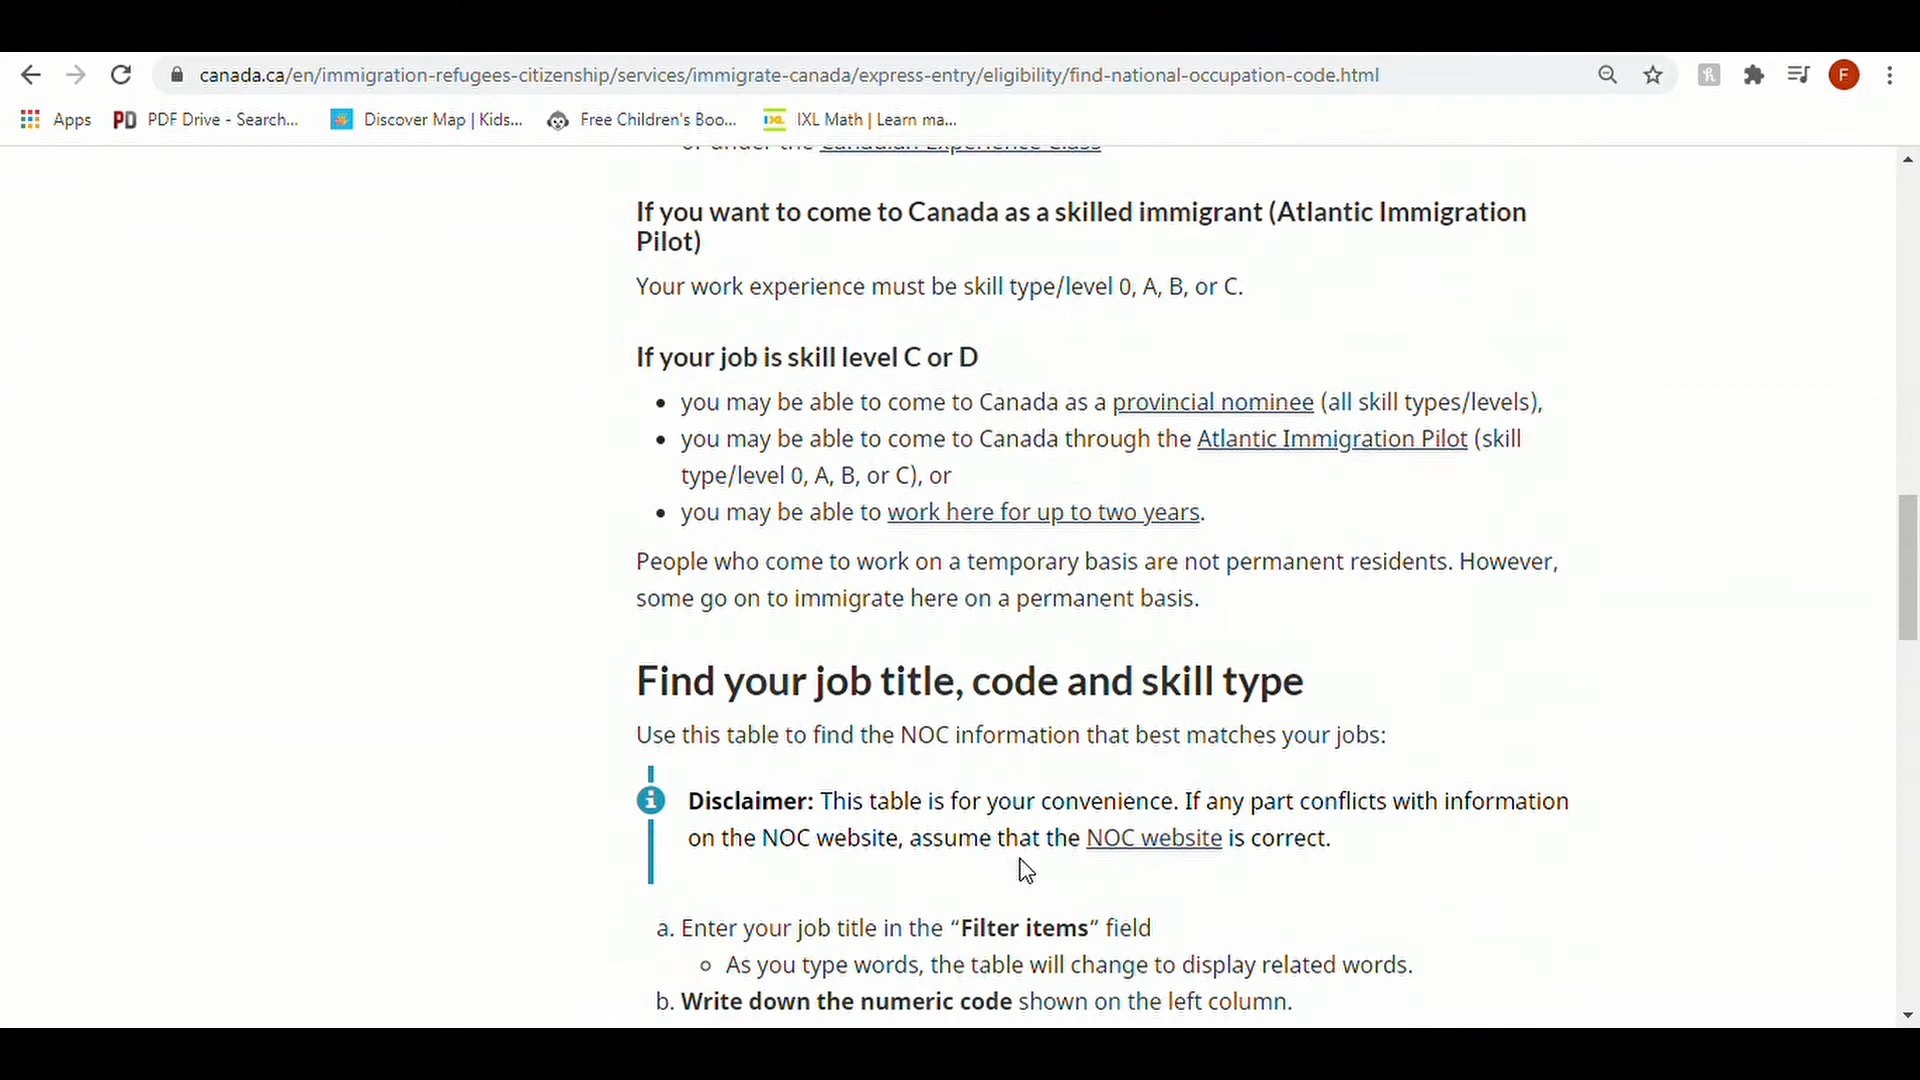 canada.ca/en/immigration-refugees-citizenship/services/immigrate-canada/express-entry/eligibility/find-national-occupation-code.html
F
Apps PDF Drive - Search... Discover Map | Kids... Free Children's Boo... IXL Math | Learn ma...
or under the Canadian Experience Class
If you want to come to Canada as a skilled immigrant (Atlantic Immigration
Pilot)
Your work experience must be skill type/level 0, A, B, or C.
If your job is skill level C or D
• you may be able to come to Canada as a provincial nominee (all skill types/levels),
• you may be able to come to Canada through the Atlantic Immigration Pilot (skill
type/level 0, A, B, or C), or
• you may be able to work here for up to two years.
People who come to work on a temporary basis are not permanent residents. However,
some go on to immigrate here on a permanent basis.
Find your job title, code and skill type
Use this table to find the NOC information that best matches your jobs:
Disclaimer: This table is for your convenience. If any part conflicts with information
on the NOC website, assume that the NOC website is correct.
a. Enter your job title in the “Filter items” field
○ As you type words, the table will change to display related words.
b. Write down the numeric code shown on the left column.